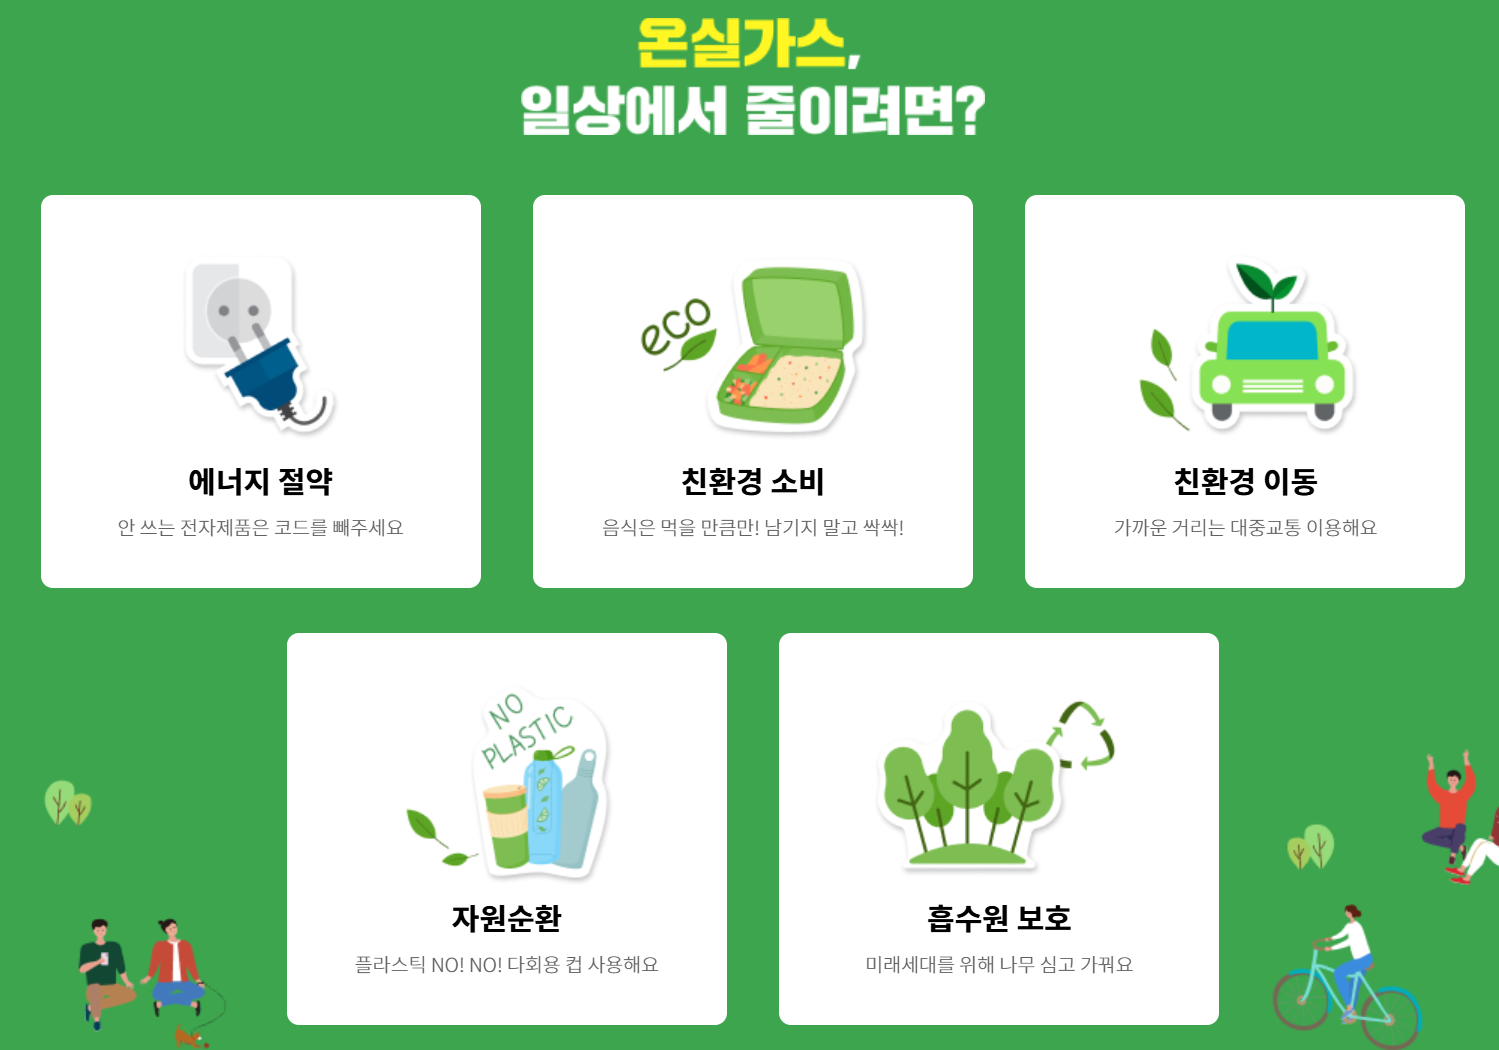 온실가스,
일상에서 줄이려면?
에너지 절약
안 쓰는 전자제품은 코드를 빼주세요
eco
친환경 소비
음식은 먹을 만큼만! 남기지 말고 싹싹!
친환경 이동
가까운 거리는 대중교통 이용해요
NO
PLASTIC
자원순환
플라스틱 NO! NO! 다회용 컵 사용해요
흡수원 보호
미래세대를 위해 나무 심고 가꿔요